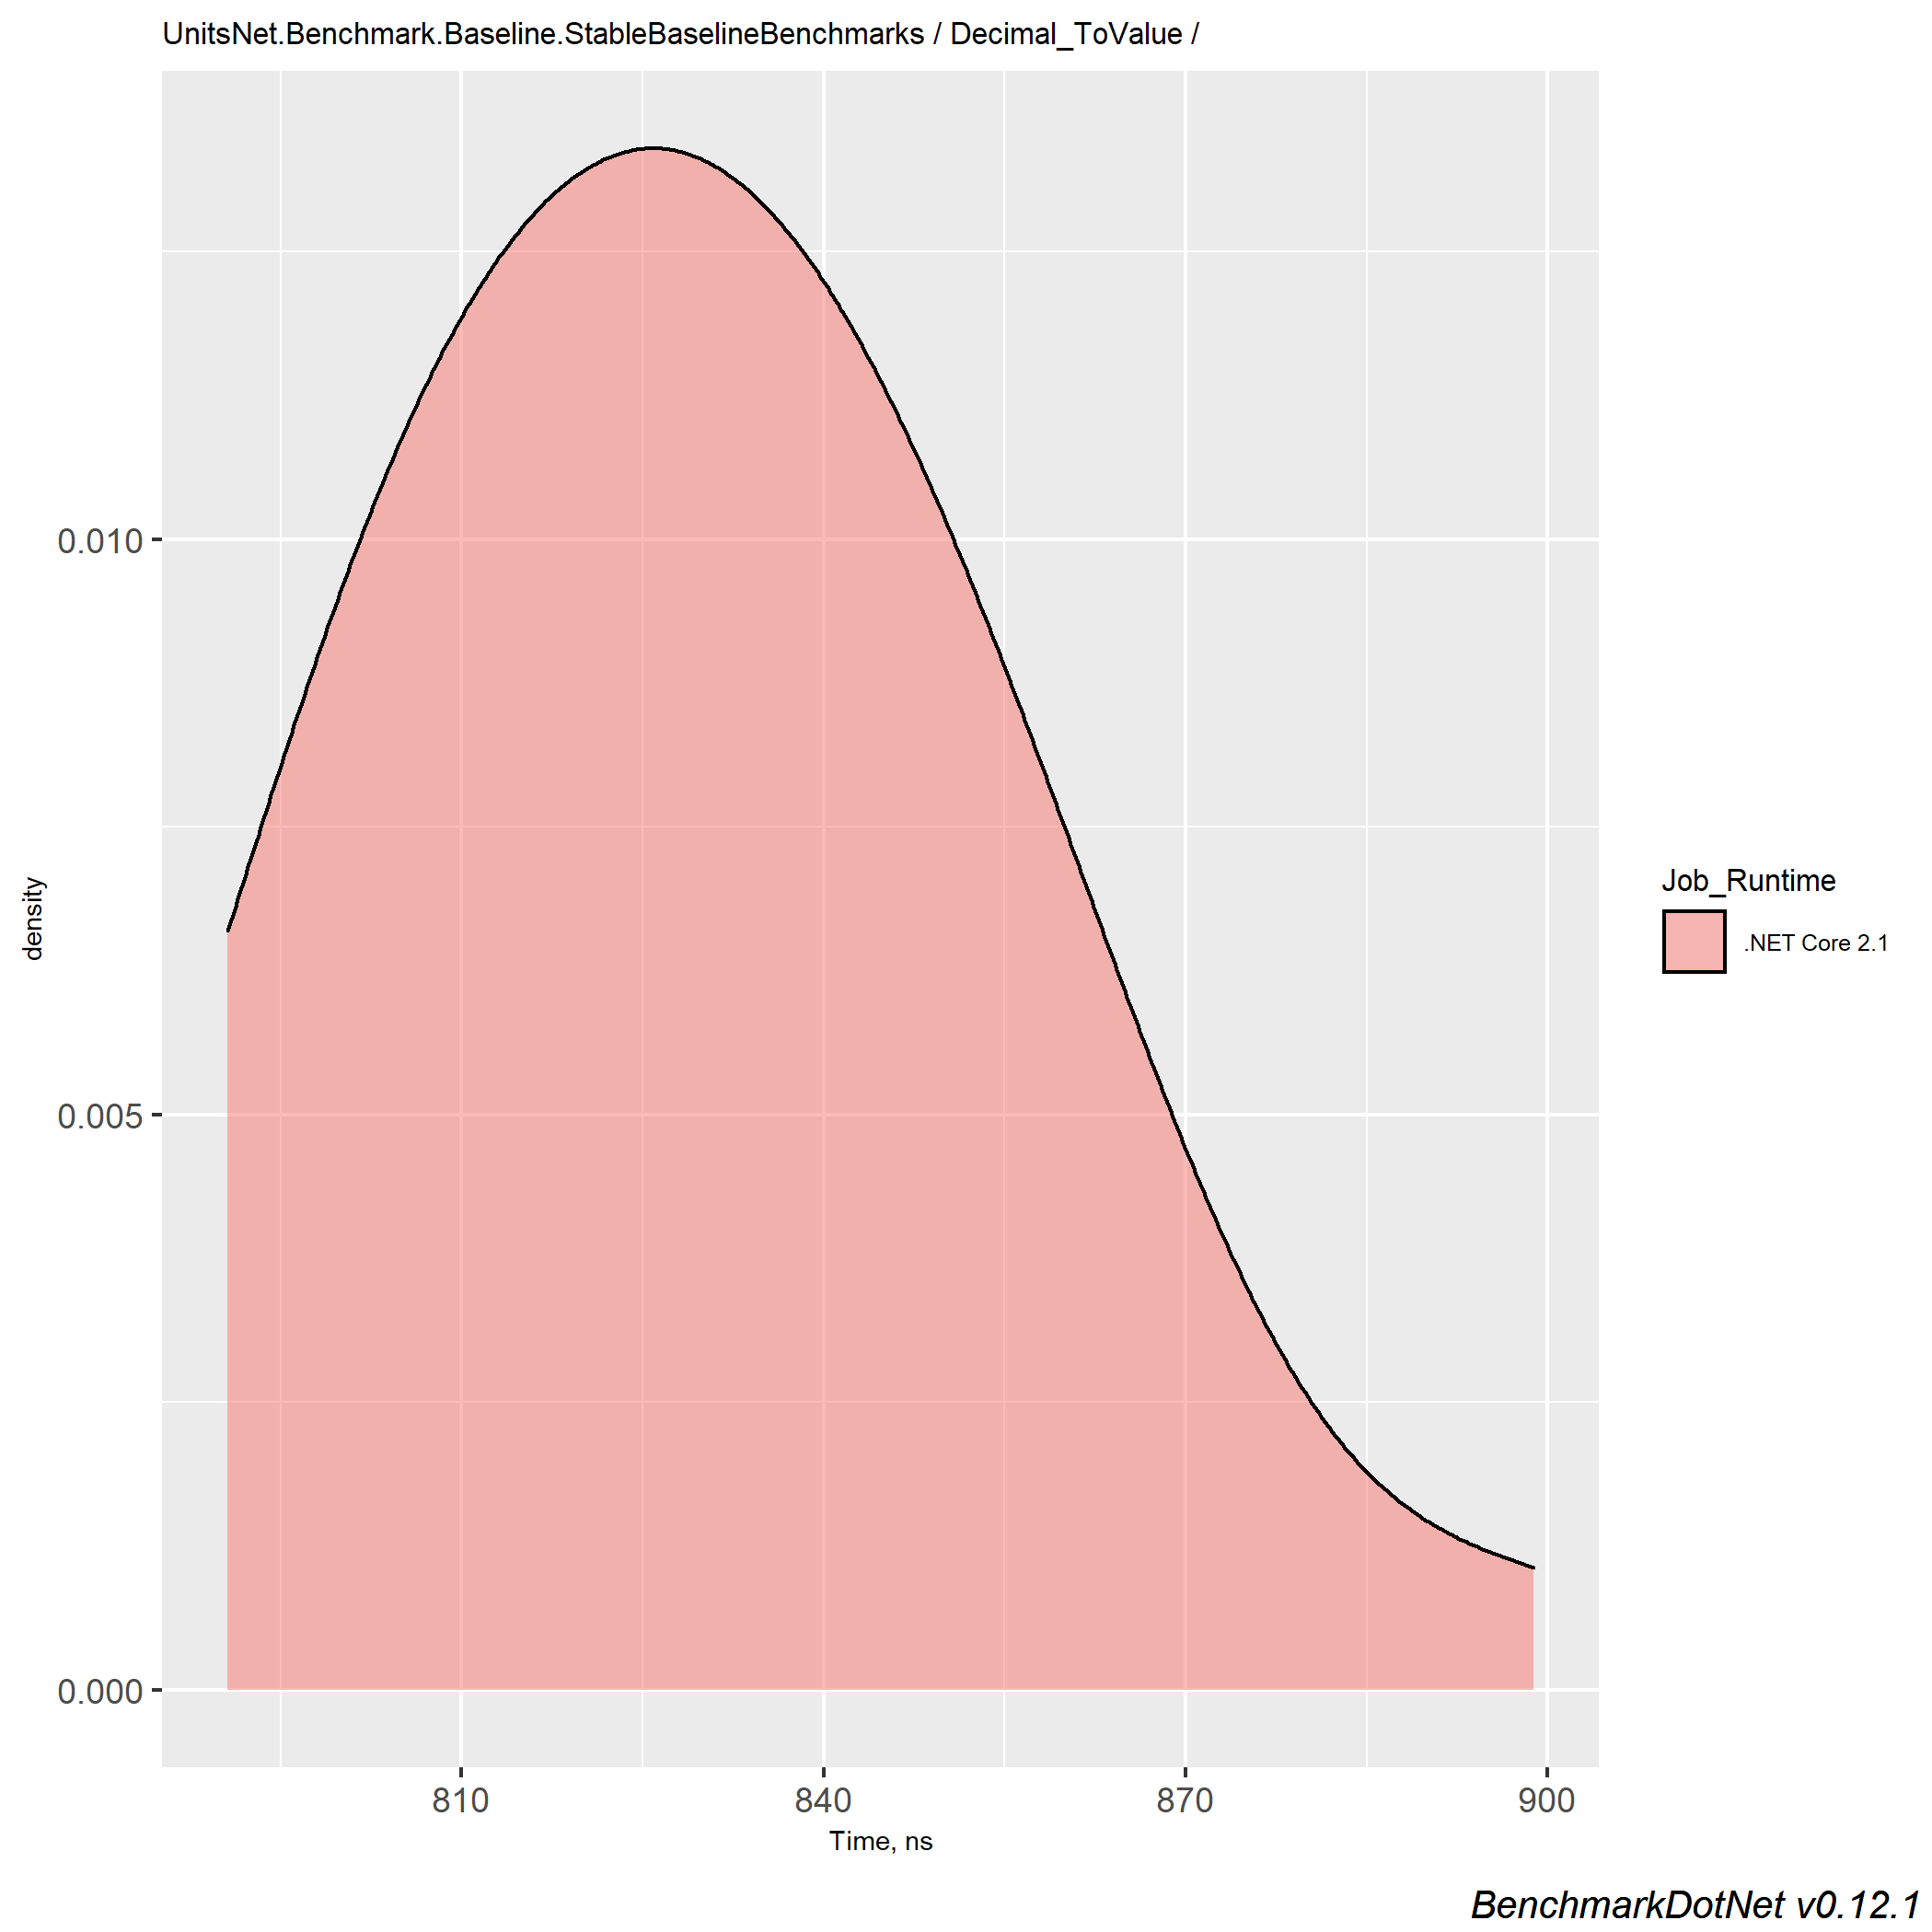 UnitsNet.Benchmark.Baseline.StableBaselineBenchmarks / Decimal_ToValue /
density
0.010
0.005
0.000
810 840 870 900
Time, ns
Job_Runtime
.NET Core 2.1
BenchmarkDotNet v0.12.1